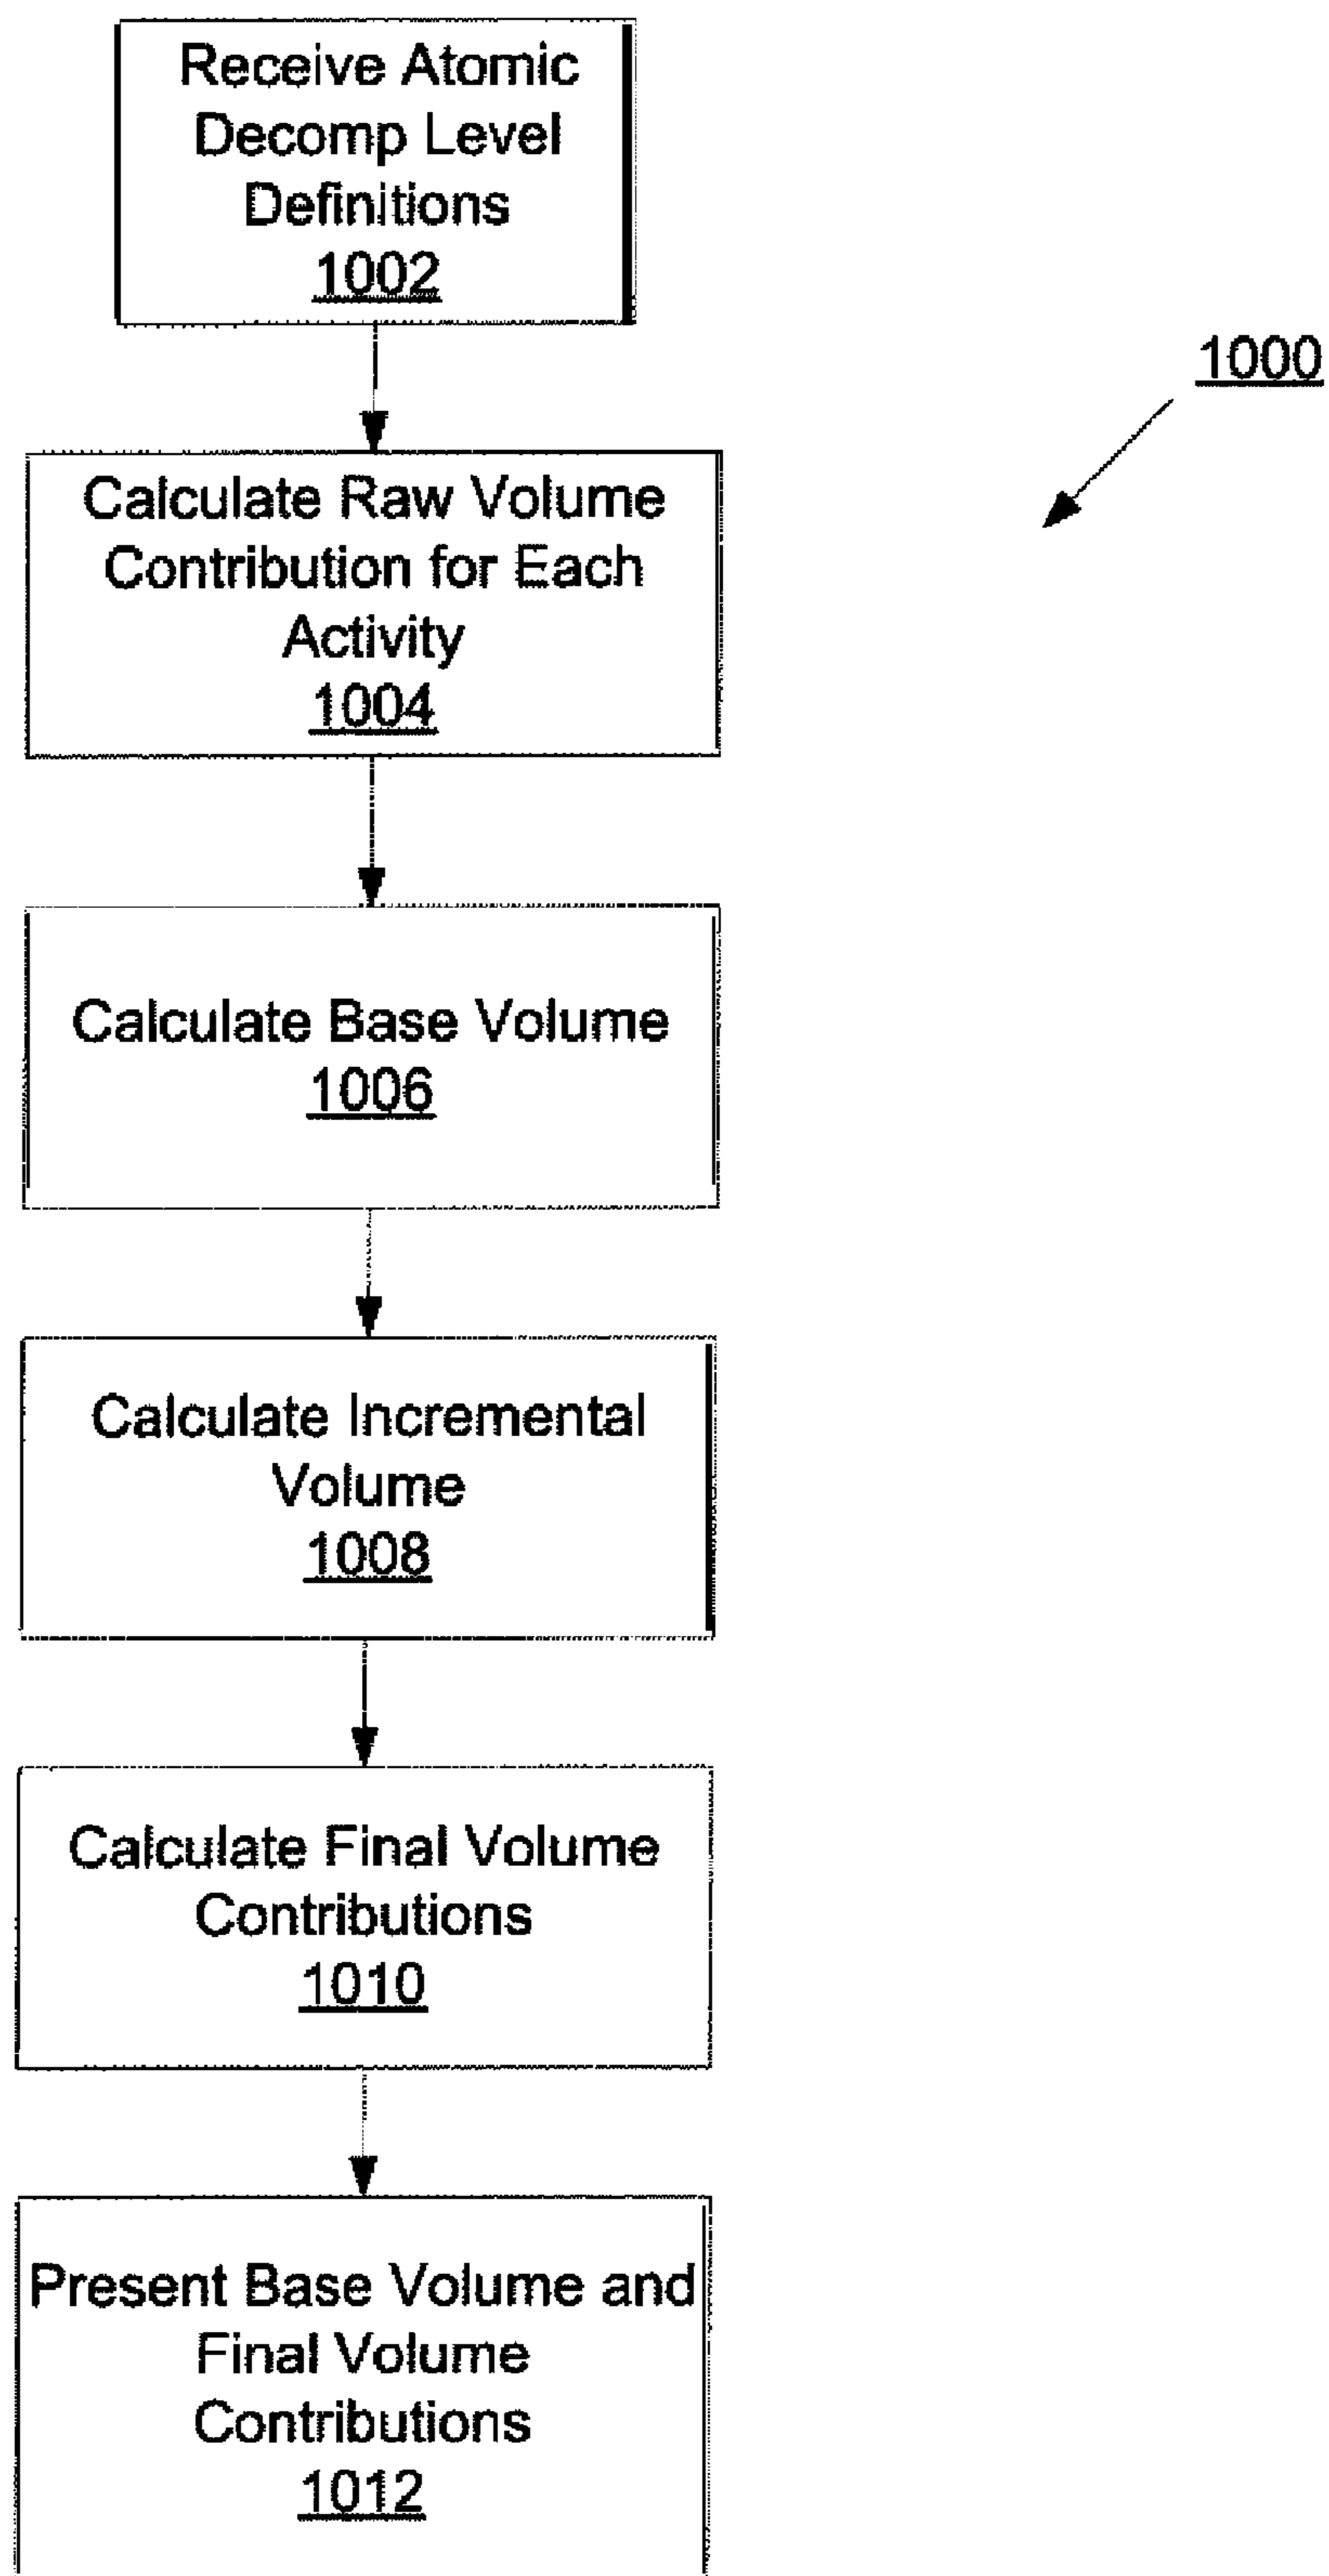 Receive Atomic
Decomp Level
Definitions
1002
1000
Calculate Raw Volume
Contribution for Each
Activity
1004
Calculate Base Volume
1006
Calculate Incremental
Volume
1008
Calculate Final Volume
Contributions
1010
Present Base Volume and
Final Volume
Contributions
1012